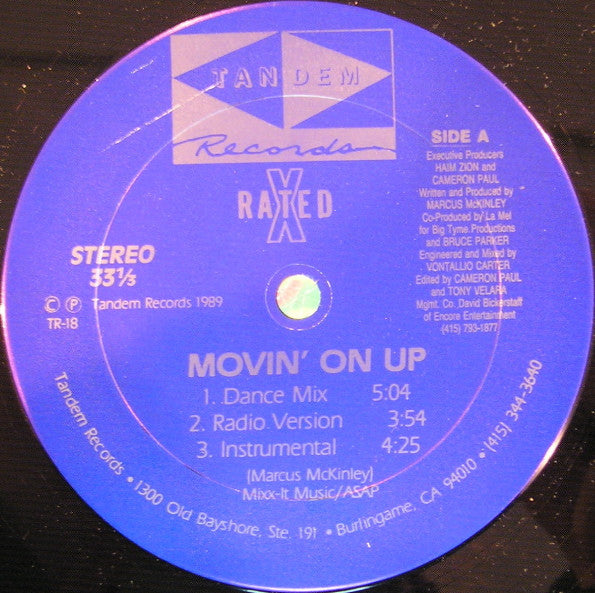 TANDEM
Records
X
RATED
SIDE A
Executive Producers
HAIM ZION and
CAMERON PAUL
Written and Produced by
MARCUS McKINLEY
Co-Produced by La Mel
for Big Tyme Productions
and BRUCE PARKER
Engineered and Mixed by
VONTALLIO CARTER
Edited by CAMERON PAUL
and TONY VELARA
Mgmt. Co. David Bickerstaff
of Encore Entertainment
(415) 793-1877
STEREO
33⅓
© ℗ Tandem Records 1989
TR-18
MOVIN' ON UP
1. Dance Mix 5:04
2. Radio Version 3:54
3. Instrumental 4:25
(Marcus McKinley)
Mixx-It Music/ASAP
Tandem Records • 1300 Old Bayshore, Ste. 191 • Burlingame, CA 94010 • (415) 344-3640